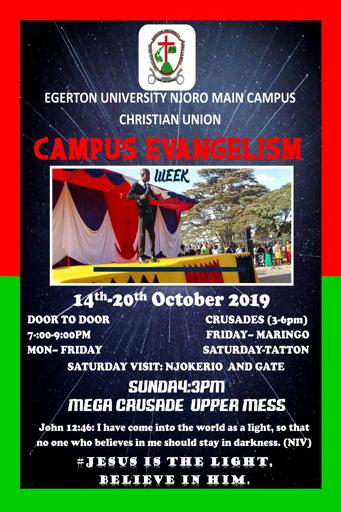 EGERTON UNIVERSITY NJORO MAIN CAMPUS
CHRISTIAN UNION
CAMPUS EVANGELISM
WEEK
14th-20th October 2019
DOOR TO DOOR
7-:00-9:00PM
MON– FRIDAY
CRUSADES (3-6pm)
FRIDAY– MARINGO
SATURDAY-TATTON
SATURDAY VISIT: NJOKERIO AND GATE
SUNDA4:3PM
MEGA CRUSADE UPPER MESS
John 12:46: I have come into the world as a light, so that
no one who believes in me should stay in darkness. (NIV)
#JESUS IS THE LIGHT,
BELIEVE IN HIM.